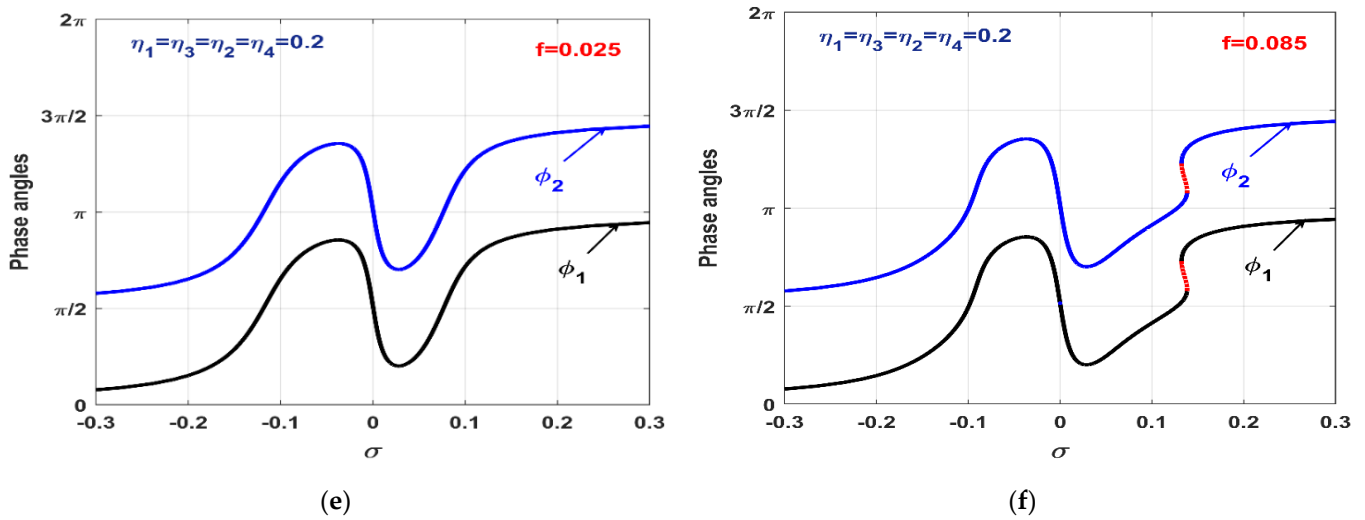 2π
η1=η3=η2=η4=0.2
f=0.025
3π/2
ϕ2
π
ϕ1
π/2
0
-0.3 -0.2 -0.1 0 0.1 0.2 0.3
σ
Phase angles
(e)
2π
η1=η3=η2=η4=0.2
f=0.085
3π/2
ϕ2
π
ϕ1
π/2
0
-0.3 -0.2 -0.1 0 0.1 0.2 0.3
σ
Phase angles
(f)